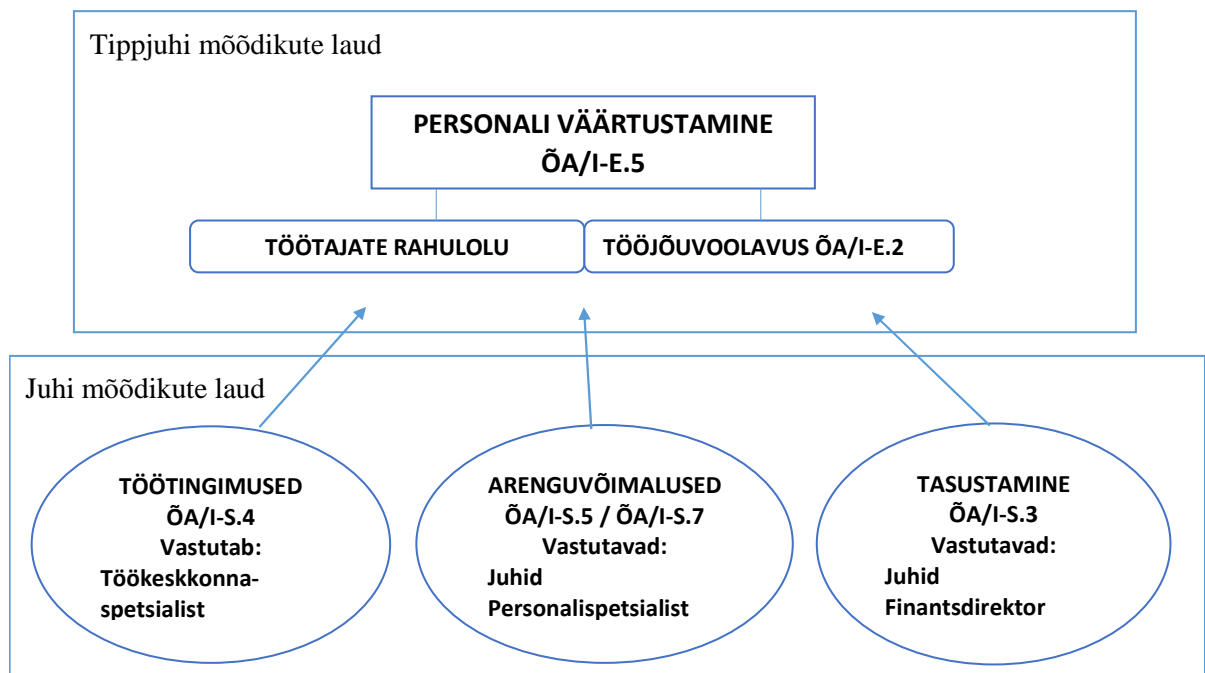 Tippjuhi mõõdikute laud
PERSONALI VÄÄRTUSTAMINE
ÕA/I-E.5
TÖÖTAJATE RAHULOLU
TÖÖJÕUVOOLAVUS ÕA/I-E.2
Juhi mõõdikute laud
TÖÖTINGIMUSED
ÕA/I-S.4
Vastutab:
Töökeskkonna-
spetsialist
ARENGUVÕIMALUSED
ÕA/I-S.5 / ÕA/I-S.7
Vastutavad:
Juhid
Personalispetsialist
TASUSTAMINE
ÕA/I-S.3
Vastutavad:
Juhid
Finantsdirektor